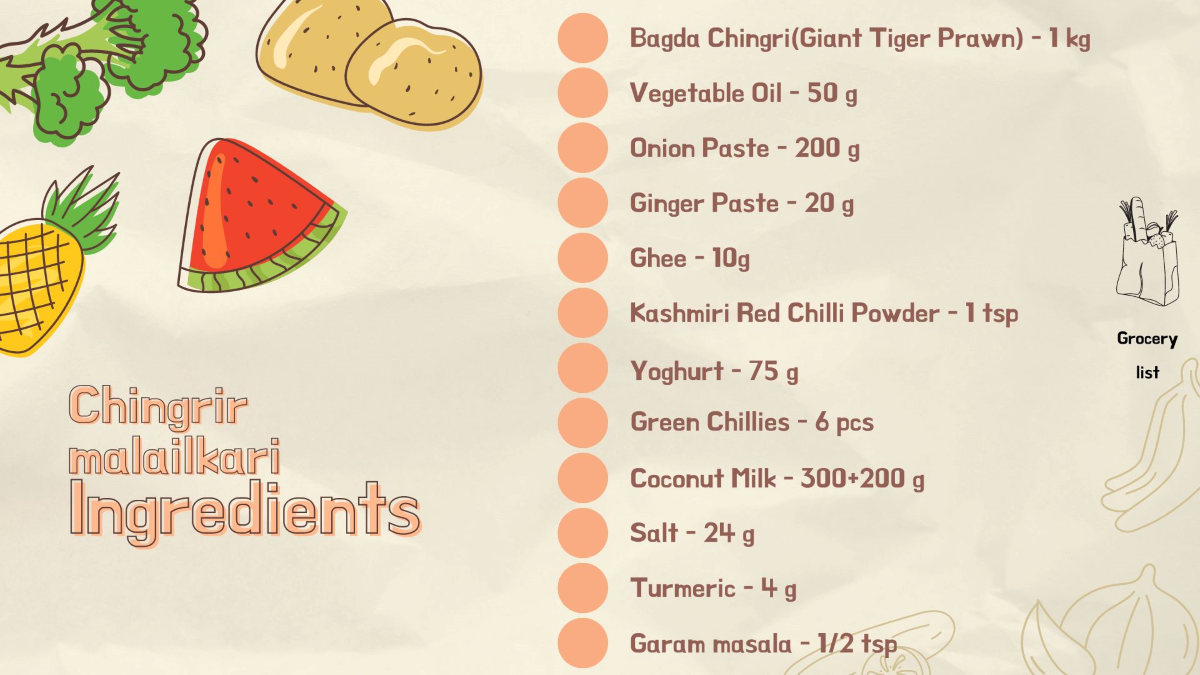 Chingrir
malailkari
Ingredients
Bagda Chingri(Giant Tiger Prawn) - 1 kg
Vegetable Oil - 50 g
Onion Paste - 200 g
Ginger Paste - 20 g
Ghee - 10g
Kashmiri Red Chilli Powder - 1 tsp
Yoghurt - 75 g
Green Chillies - 6 pcs
Coconut Milk - 300+200 g
Salt - 24 g
Turmeric - 4 g
Garam masala - 1/2 tsp
Grocery
list